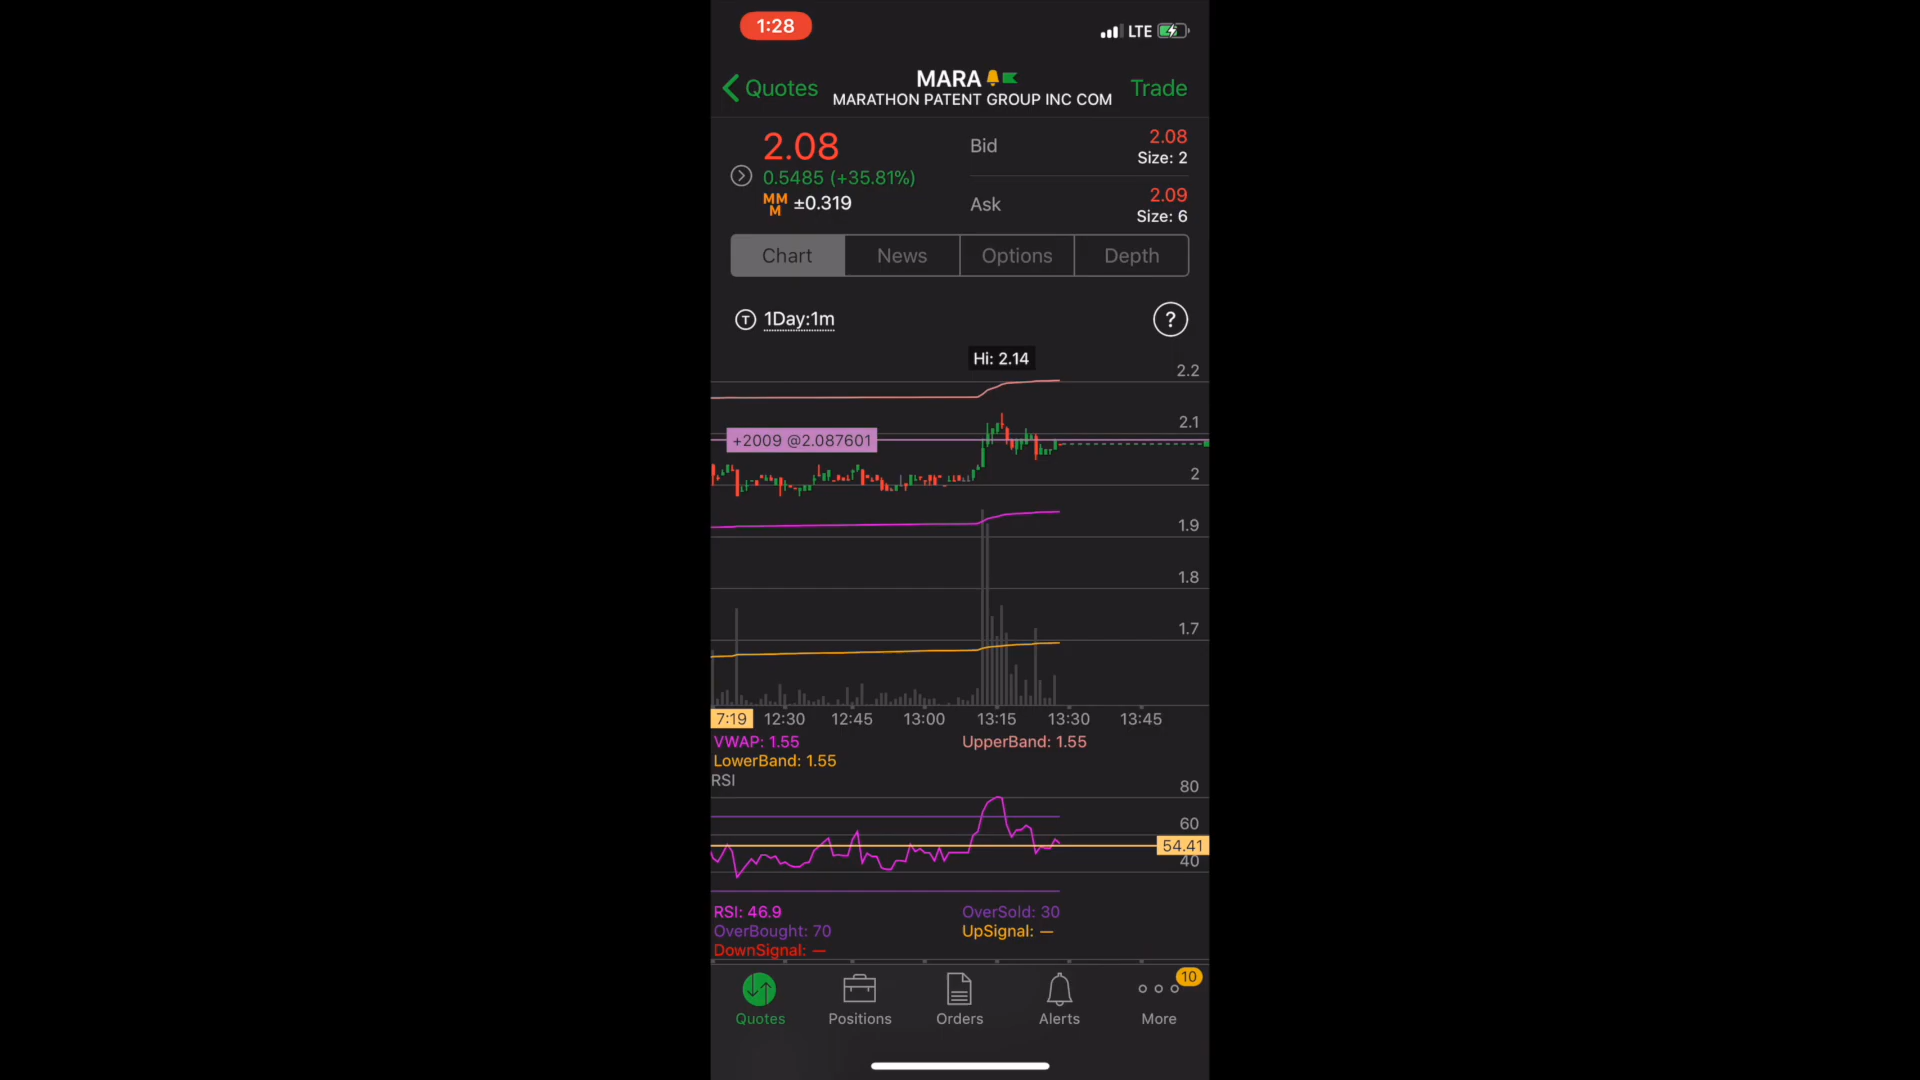 1:28
LTE
Quotes
MARA
MARATHON PATENT GROUP INC COM
Trade
2.08
0.5485 (+35.81%)
MM
M
±0.319
Bid
2.08
Size: 2
Ask
2.09
Size: 6
Chart
News
Options
Depth
T
1Day:1m
?
Hi: 2.14
2.2
2.1
+2009 @2.087601
2
1.9
1.8
1.7
7:19
12:30
12:45
13:00
13:15
13:30
13:45
VWAP: 1.55
UpperBand: 1.55
LowerBand: 1.55
RSI
80
60
54.41
40
RSI: 46.9
OverSold: 30
OverBought: 70
UpSignal: —
DownSignal: —
10
Quotes
Positions
Orders
Alerts
More